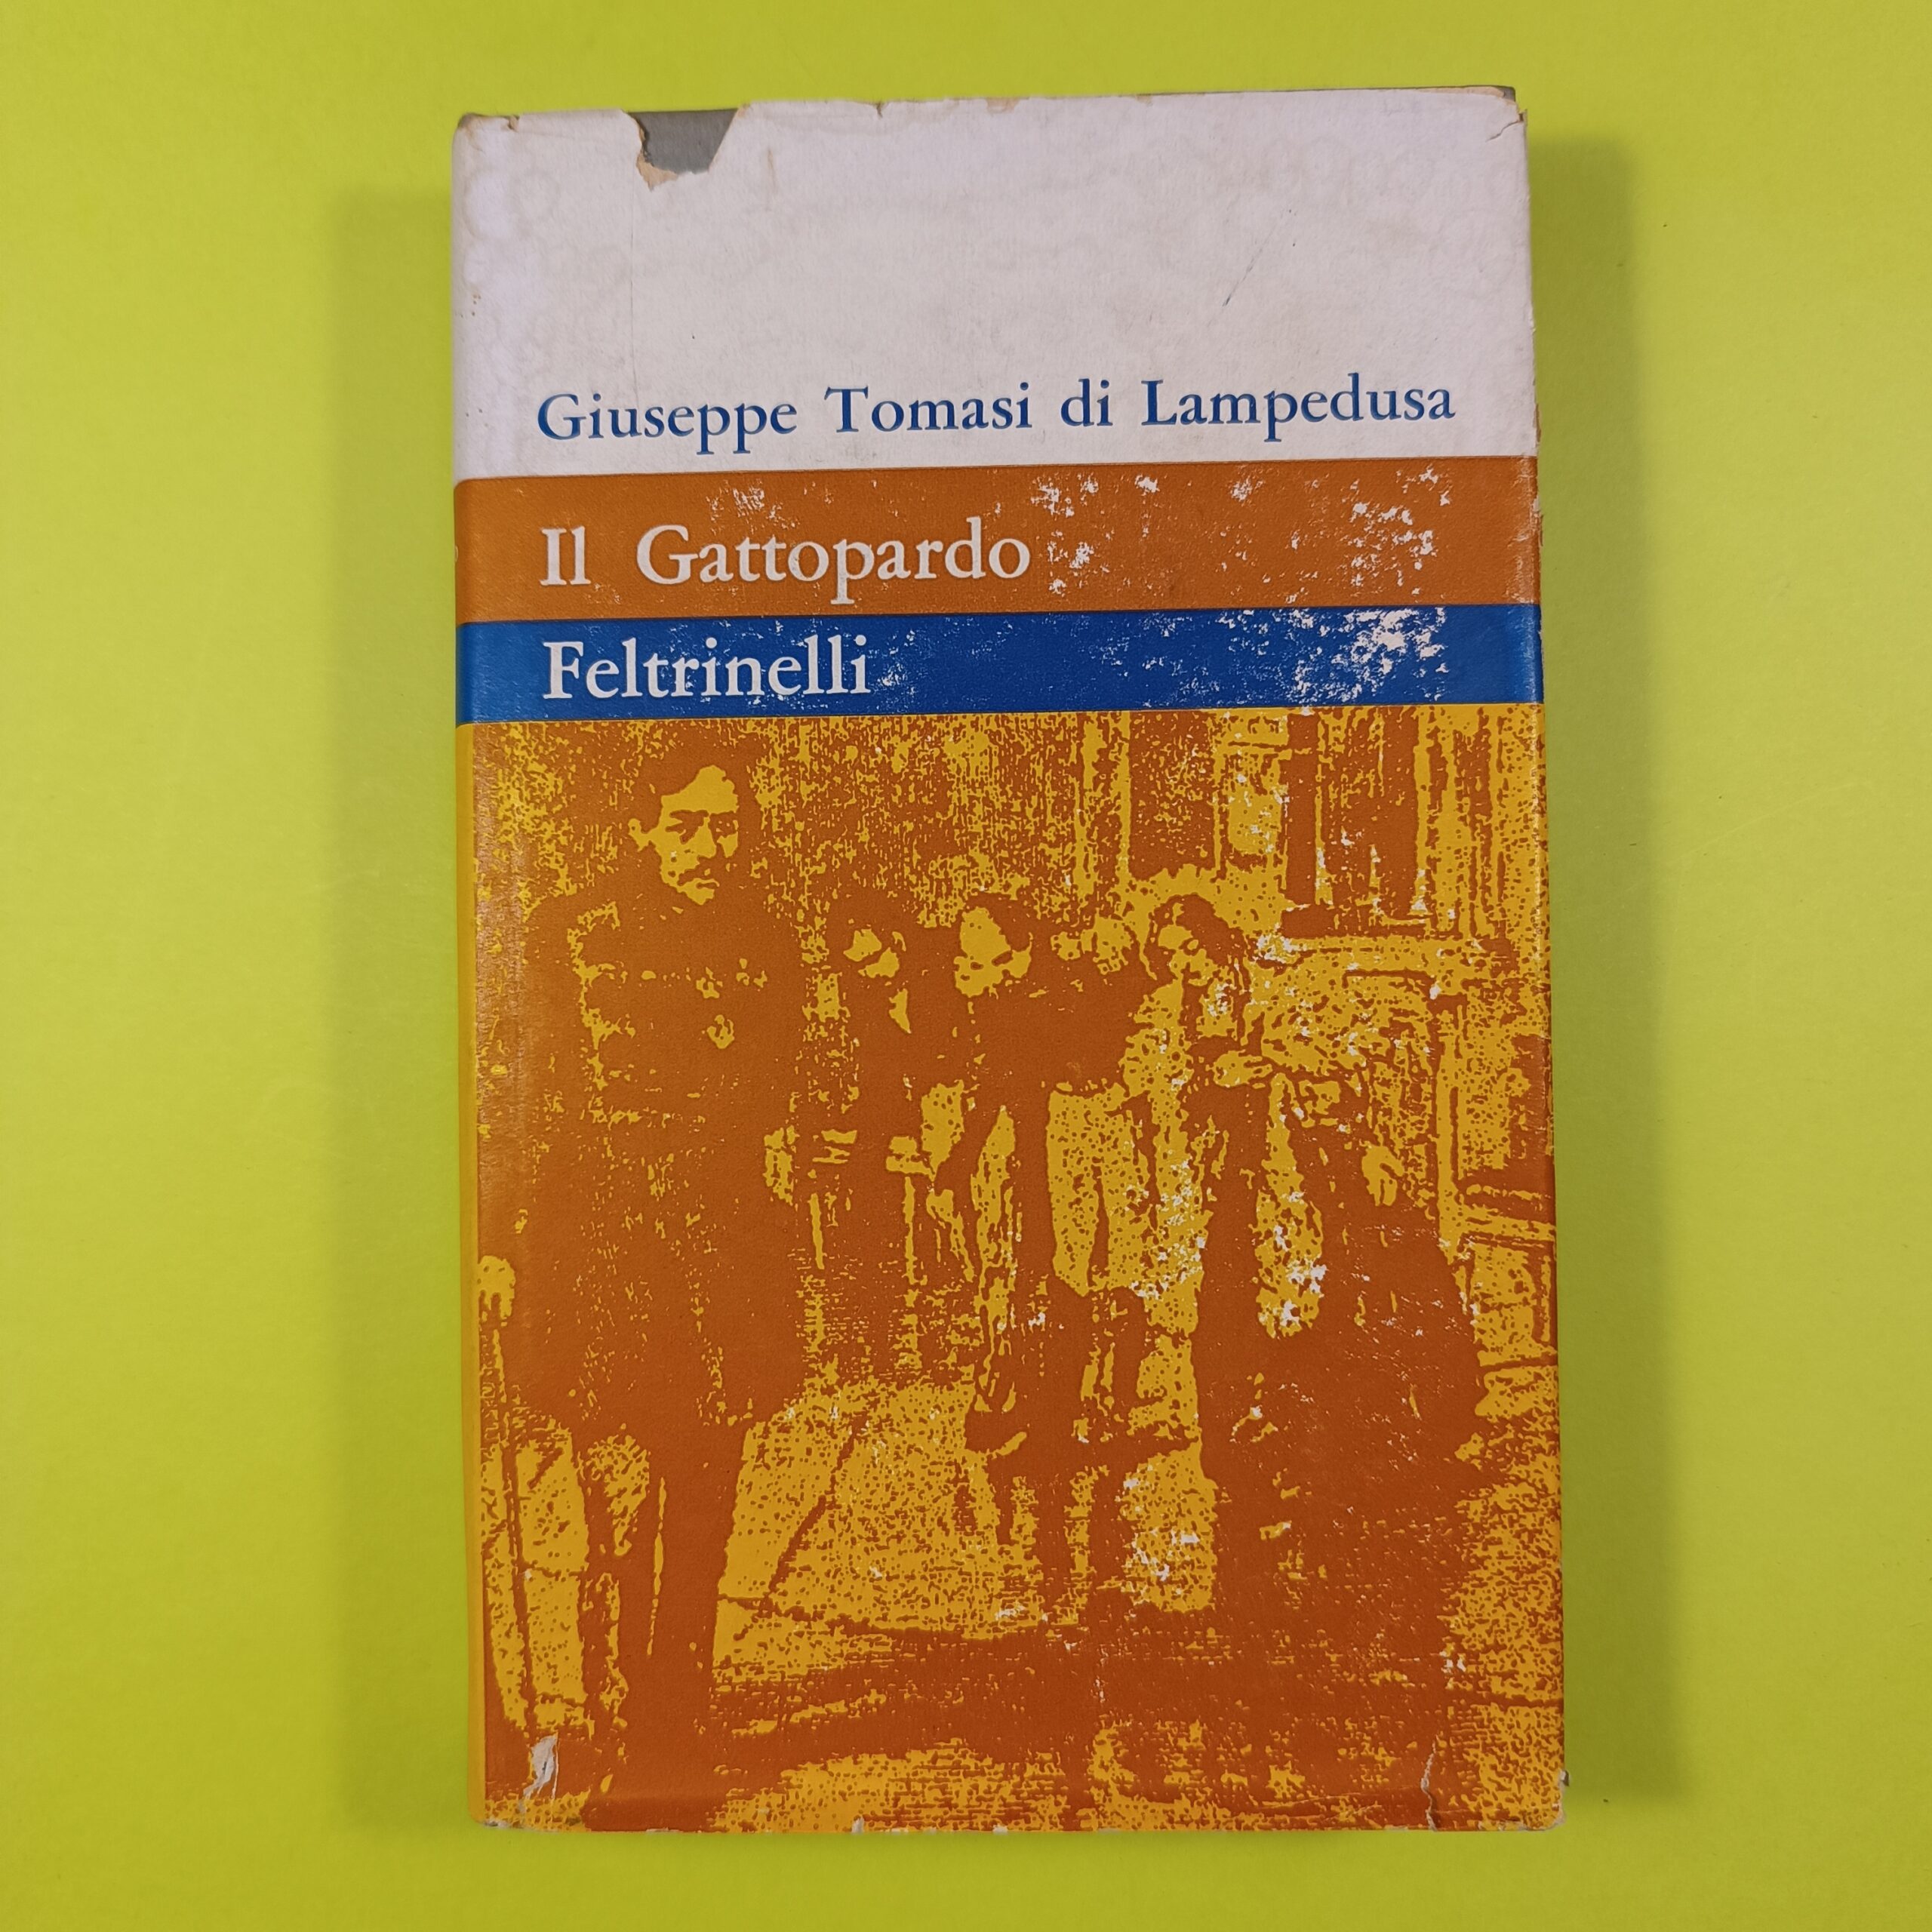 Giuseppe Tomasi di Lampedusa
Il Gattopardo
Feltrinelli